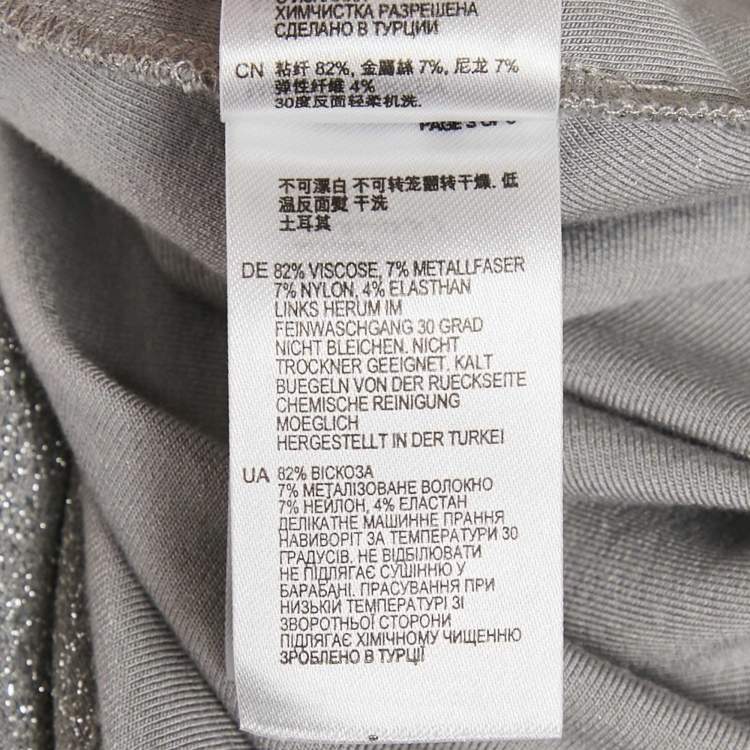 ХИМЧИСТКА РАЗРЕШЕНА
СДЕЛАНО В ТУРЦИИ
CN 粘纤 82%, 金屬絲 7%, 尼龙 7%
弹性纤维 4%
30度反面轻柔机洗.
不可漂白 不可转笼翻转干燥. 低
温反面熨 干洗
土耳其
DE 82% VISCOSE, 7% METALLFASER
7% NYLON, 4% ELASTHAN
LINKS HERUM IM
FEINWASCHGANG 30 GRAD
NICHT BLEICHEN. NICHT
TROCKNER GEEIGNET. KALT
BUEGELN VON DER RUECKSEITE
CHEMISCHE REINIGUNG
MOEGLICH
HERGESTELLT IN DER TURKEI
UA 82% ВІСКОЗА
7% МЕТАЛІЗОВАНЕ ВОЛОКНО
7% НЕЙЛОН, 4% ЕЛАСТАН
ДЕЛІКАТНЕ МАШИННЕ ПРАННЯ
НАВИВОРІТ ЗА ТЕМПЕРАТУРИ 30
ГРАДУСІВ. НЕ ВІДБІЛЮВАТИ
НЕ ПІДЛЯГАЄ СУШІННЮ У
БАРАБАНІ. ПРАСУВАННЯ ПРИ
НИЗЬКІЙ ТЕМПЕРАТУРІ ЗІ
ЗВОРОТНЬОЇ СТОРОНИ
ПІДЛЯГАЄ ХІМІЧНОМУ ЧИЩЕННЮ
ЗРОБЛЕНО В ТУРЦІЇ